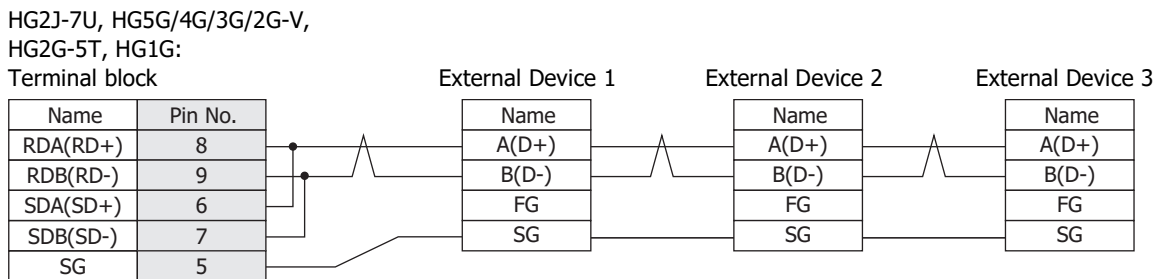 HG2J-7U, HG5G/4G/3G/2G-V,
HG2G-5T, HG1G:
Terminal block External Device 1 External Device 2 External Device 3
Name Pin No. Name Name Name
RDA(RD+) 8 A(D+) A(D+) A(D+)
RDB(RD-) 9 B(D-) B(D-) B(D-)
SDA(SD+) 6 FG FG FG
SDB(SD-) 7 SG SG SG
SG 5